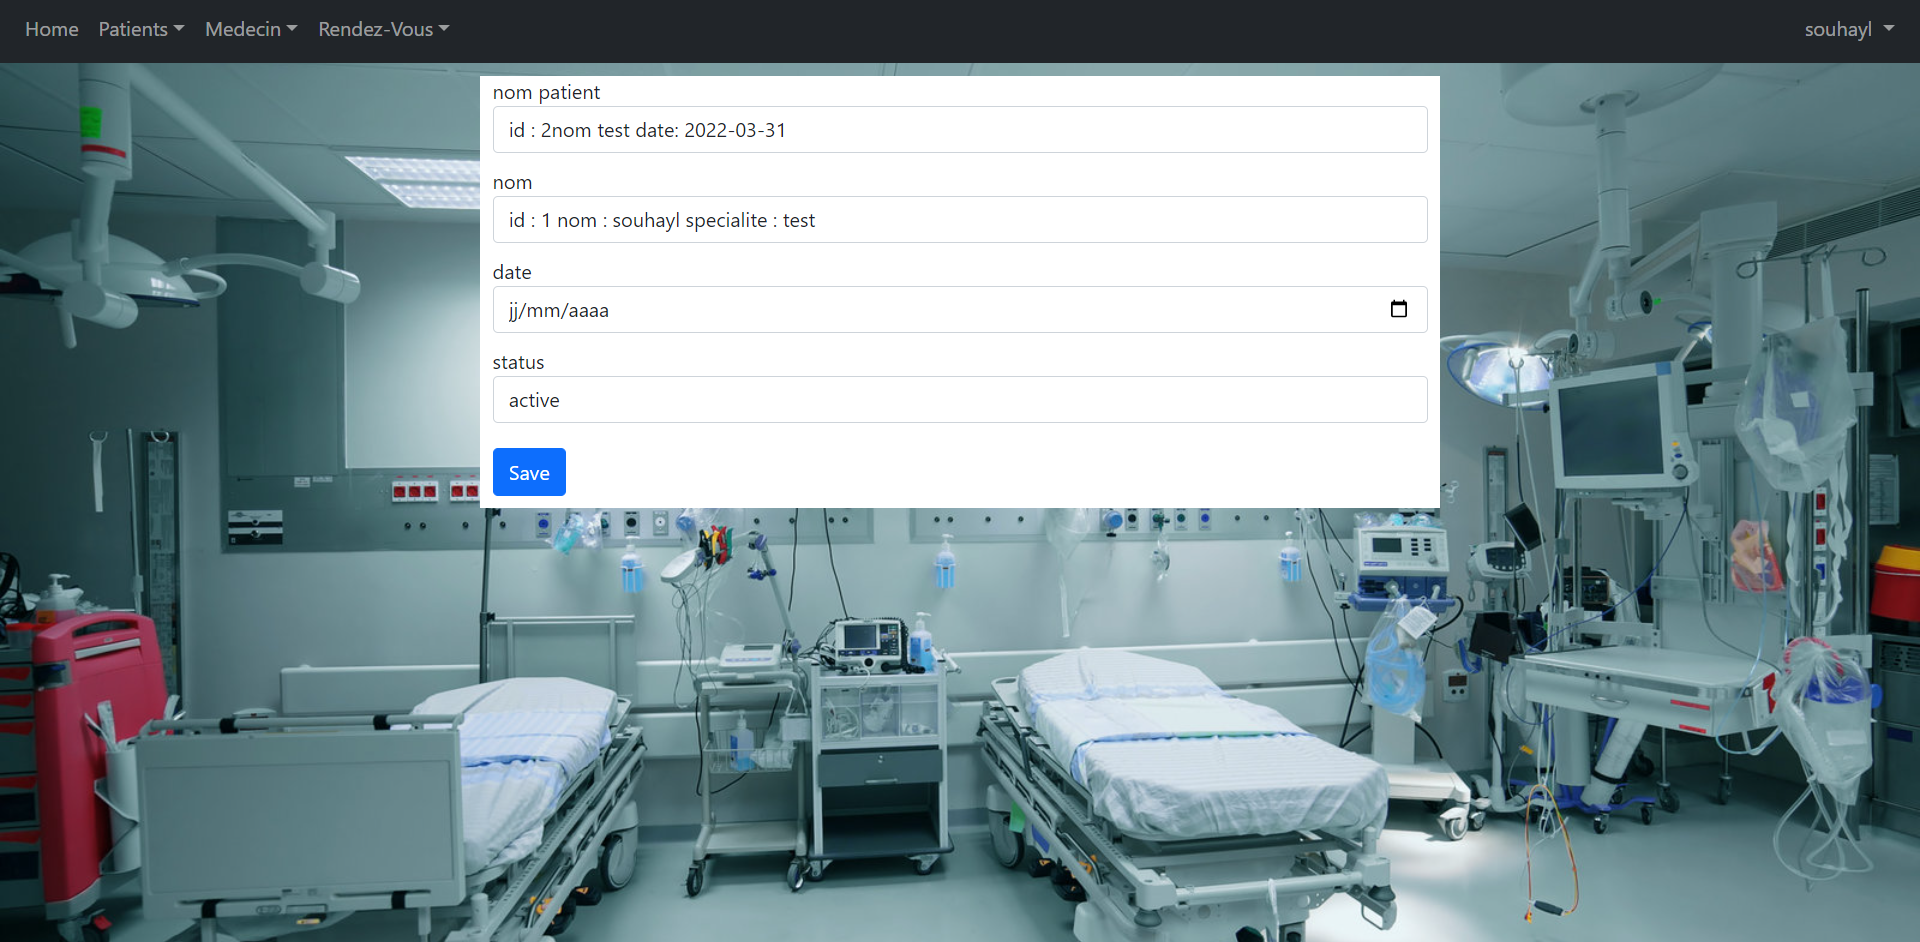 Home Patients Medecin Rendez-Vous souhayl
nom patient
id : 2nom test date: 2022-03-31
nom
id : 1 nom : souhayl specialite : test
date
jj/mm/aaaa
status
active
Save